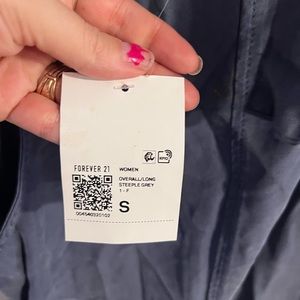 FOREVER 21
WOMEN
RFID
OVERALL/LONG
STEEPLE GREY
1 - F
S